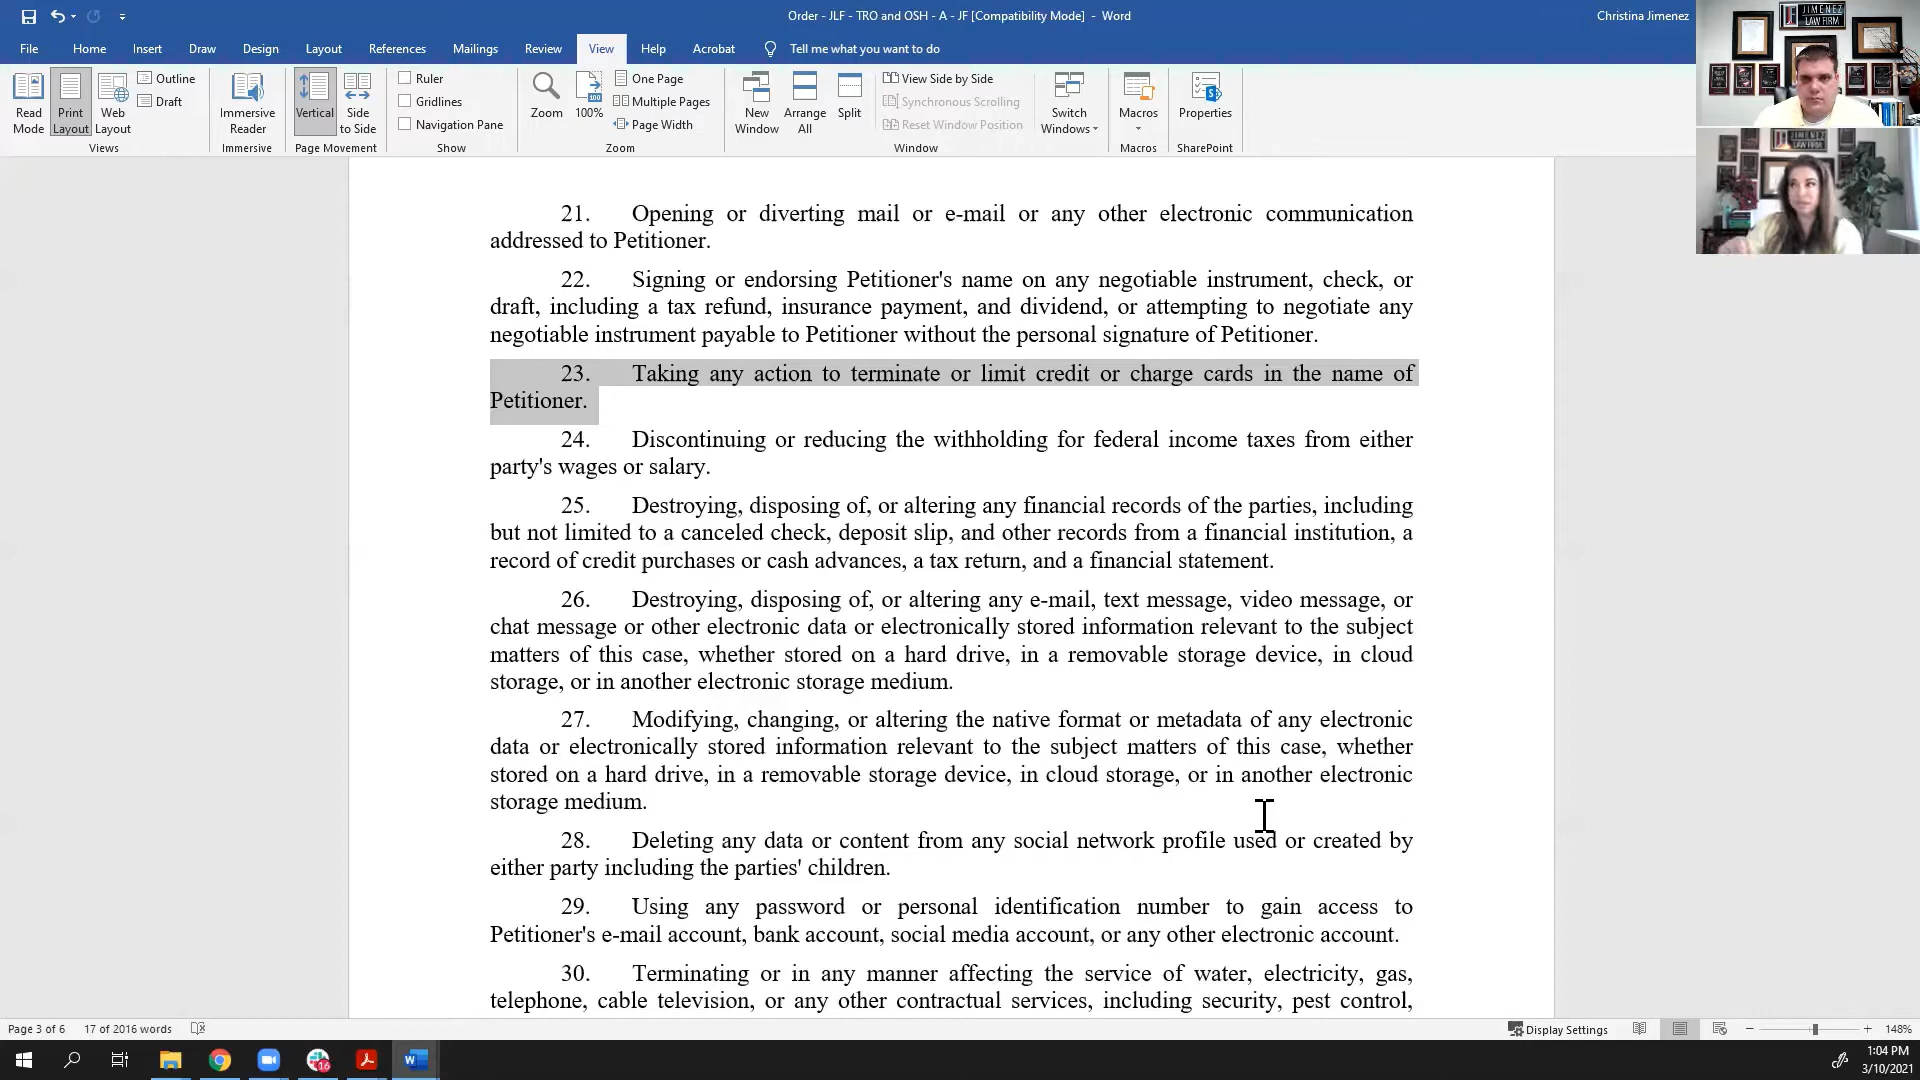 Order - JLF - TRO and OSH - A - JF [Compatibility Mode] - Word
Christina Jimenez
File Home Insert Draw Design Layout References Mailings Review View Help Acrobat Tell me what you want to do
Read Mode
Print Layout
Web Layout
Outline
Draft
Views
Immersive Reader
Immersive
Vertical
Side to Side
Page Movement
Ruler
Gridlines
Navigation Pane
Show
Zoom
100
100%
One Page
Multiple Pages
Page Width
Zoom
New Window
Arrange All
Split
View Side by Side
Synchronous Scrolling
Reset Window Position
Window
Switch Windows
Macros
Macros
Properties
SharePoint
JIMENEZ
LAW FIRM
JIMENEZ
LAW FIRM
21. Opening or diverting mail or e-mail or any other electronic communication
addressed to Petitioner.
22. Signing or endorsing Petitioner's name on any negotiable instrument, check, or
draft, including a tax refund, insurance payment, and dividend, or attempting to negotiate any
negotiable instrument payable to Petitioner without the personal signature of Petitioner.
23. Taking any action to terminate or limit credit or charge cards in the name of
Petitioner.
24. Discontinuing or reducing the withholding for federal income taxes from either
party's wages or salary.
25. Destroying, disposing of, or altering any financial records of the parties, including
but not limited to a canceled check, deposit slip, and other records from a financial institution, a
record of credit purchases or cash advances, a tax return, and a financial statement.
26. Destroying, disposing of, or altering any e-mail, text message, video message, or
chat message or other electronic data or electronically stored information relevant to the subject
matters of this case, whether stored on a hard drive, in a removable storage device, in cloud
storage, or in another electronic storage medium.
27. Modifying, changing, or altering the native format or metadata of any electronic
data or electronically stored information relevant to the subject matters of this case, whether
stored on a hard drive, in a removable storage device, in cloud storage, or in another electronic
storage medium.
28. Deleting any data or content from any social network profile used or created by
either party including the parties' children.
29. Using any password or personal identification number to gain access to
Petitioner's e-mail account, bank account, social media account, or any other electronic account.
30. Terminating or in any manner affecting the service of water, electricity, gas,
telephone, cable television, or any other contractual services, including security, pest control,
Page 3 of 6 17 of 2016 words
Display Settings
148%
16
1:04 PM
3/10/2021